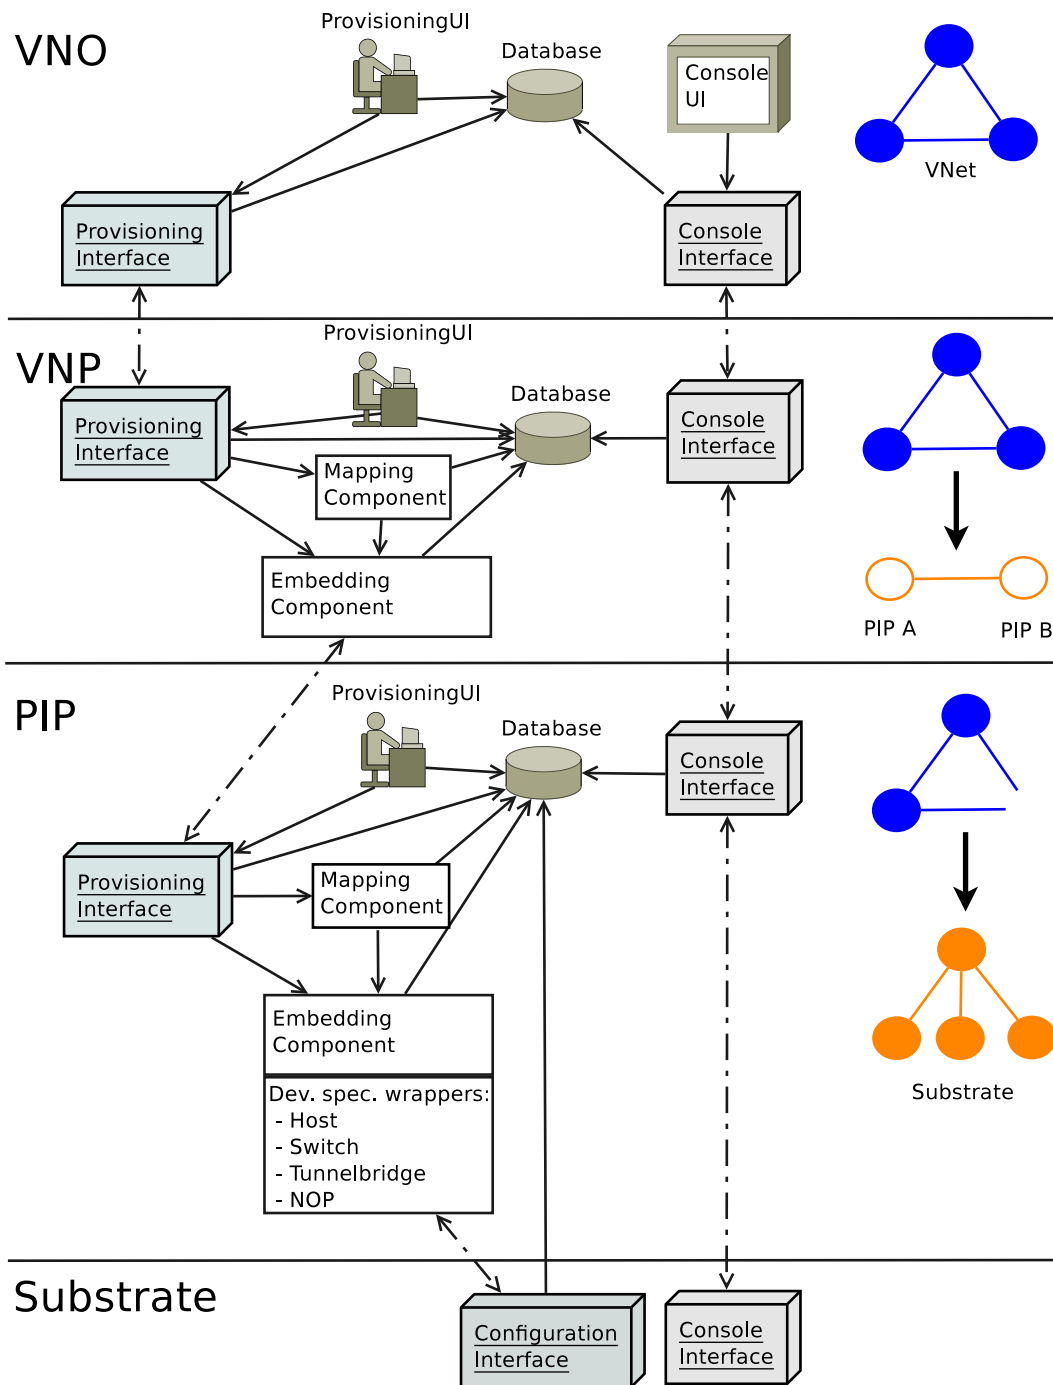 VNO
ProvisioningUI
Database
Console
UI
VNet
Provisioning
Interface
Console
Interface
VNP
ProvisioningUI
Database
Provisioning
Interface
Console
Interface
Mapping
Component
Embedding
Component
PIP A
PIP B
PIP
ProvisioningUI
Database
Console
Interface
Provisioning
Interface
Mapping
Component
Embedding
Component
Dev. spec. wrappers:
- Host
- Switch
- Tunnelbridge
- NOP
Substrate
Substrate
Configuration
Interface
Console
Interface